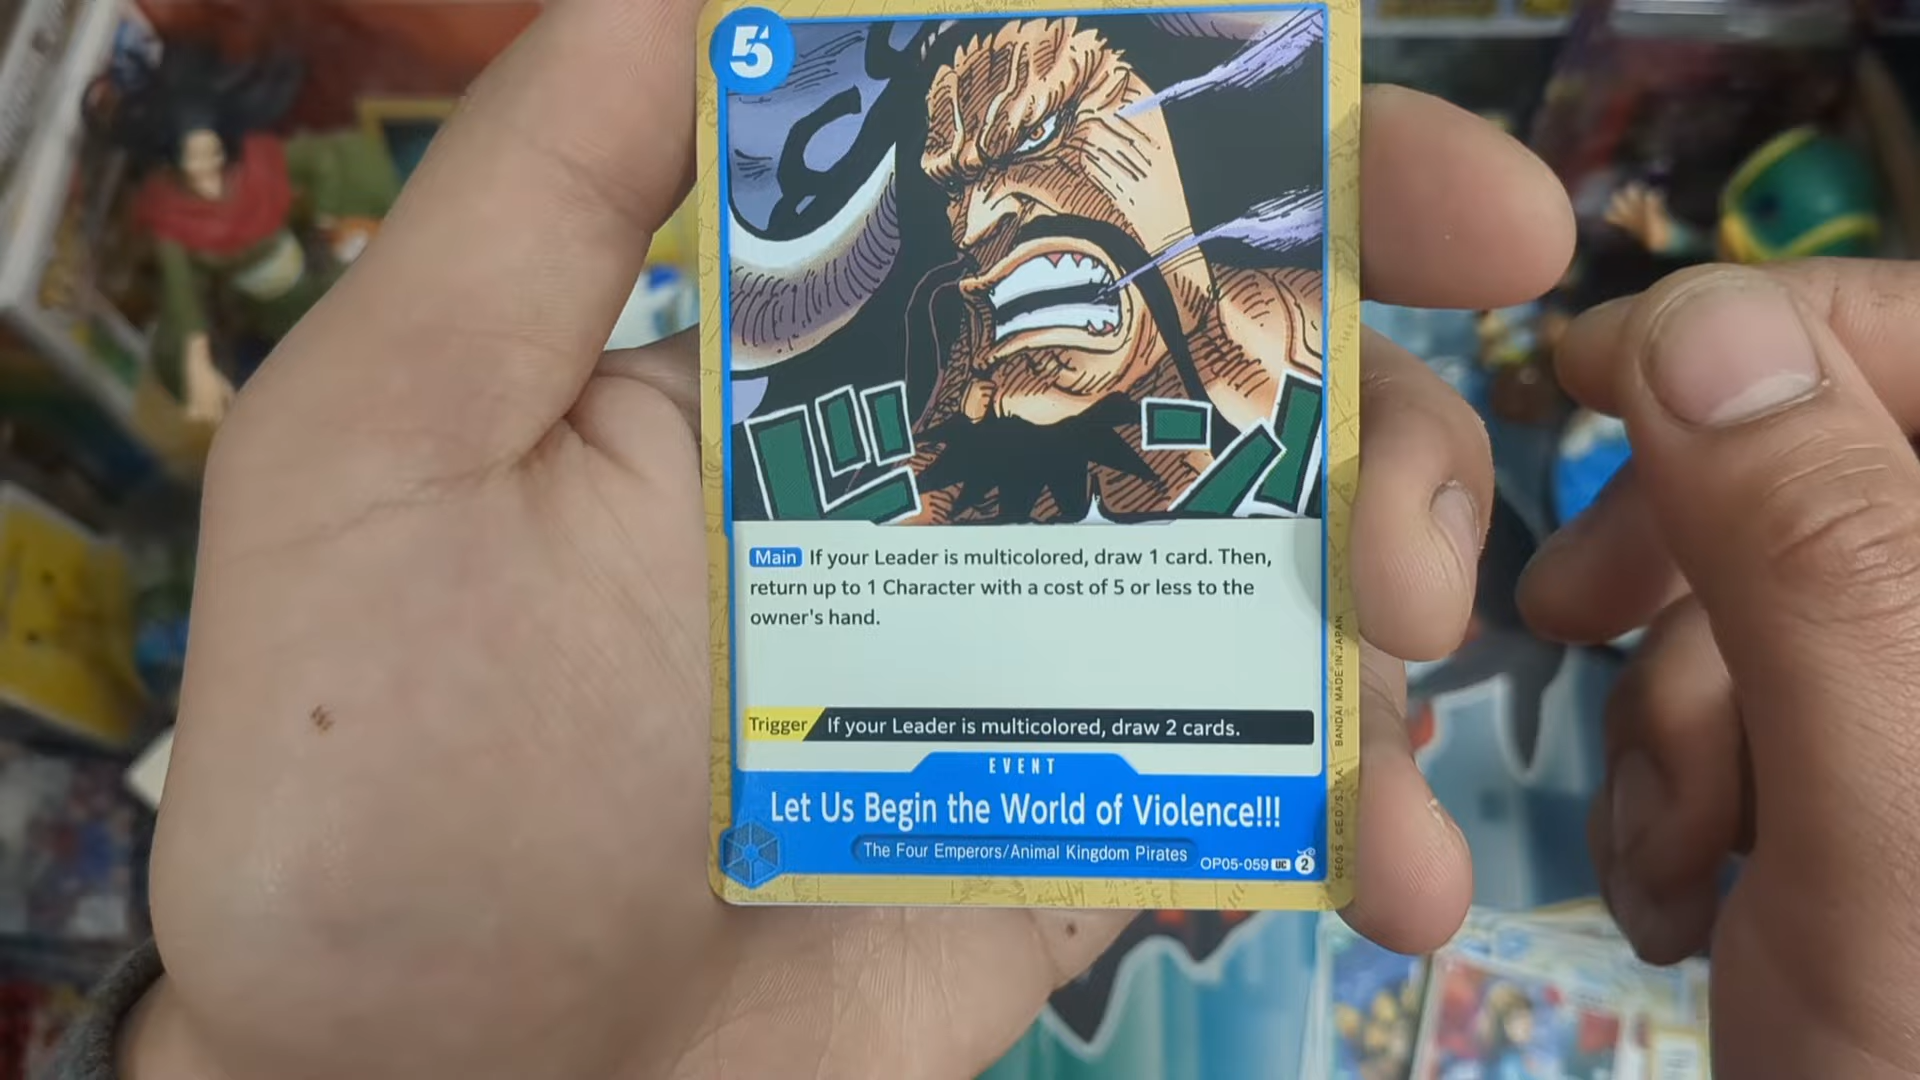 5
ド ン
Main If your Leader is multicolored, draw 1 card. Then,
return up to 1 Character with a cost of 5 or less to the
owner's hand.
Trigger If your Leader is multicolored, draw 2 cards.
EVENT
Let Us Begin the World of Violence!!!
The Four Emperors/Animal Kingdom Pirates
OP05-059 UC 2
BANDAI MADE IN JAPAN